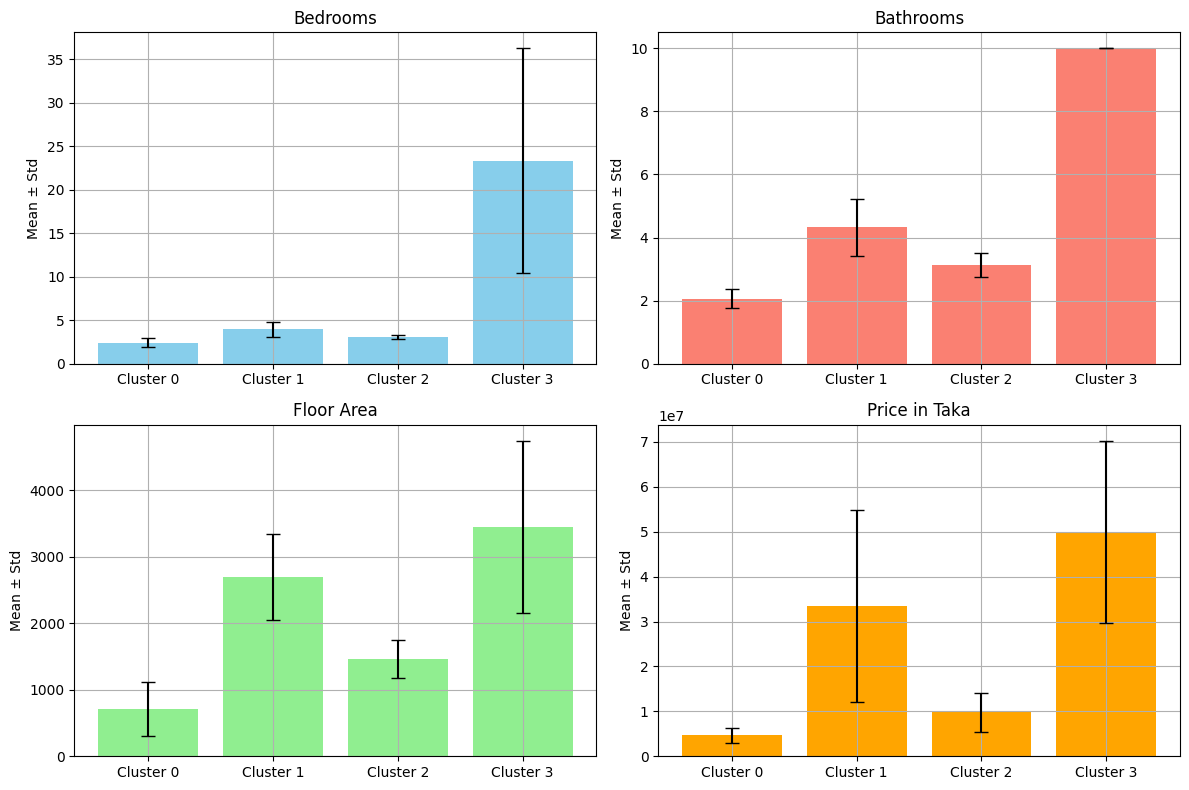 Bedrooms
Mean ± Std
35
30
25
20
15
10
5
0
Cluster 0 Cluster 1 Cluster 2 Cluster 3
Bathrooms
Mean ± Std
10
8
6
4
2
0
Cluster 0 Cluster 1 Cluster 2 Cluster 3
Floor Area
Mean ± Std
4000
3000
2000
1000
0
Cluster 0 Cluster 1 Cluster 2 Cluster 3
Price in Taka
1e7
Mean ± Std
7
6
5
4
3
2
1
0
Cluster 0 Cluster 1 Cluster 2 Cluster 3